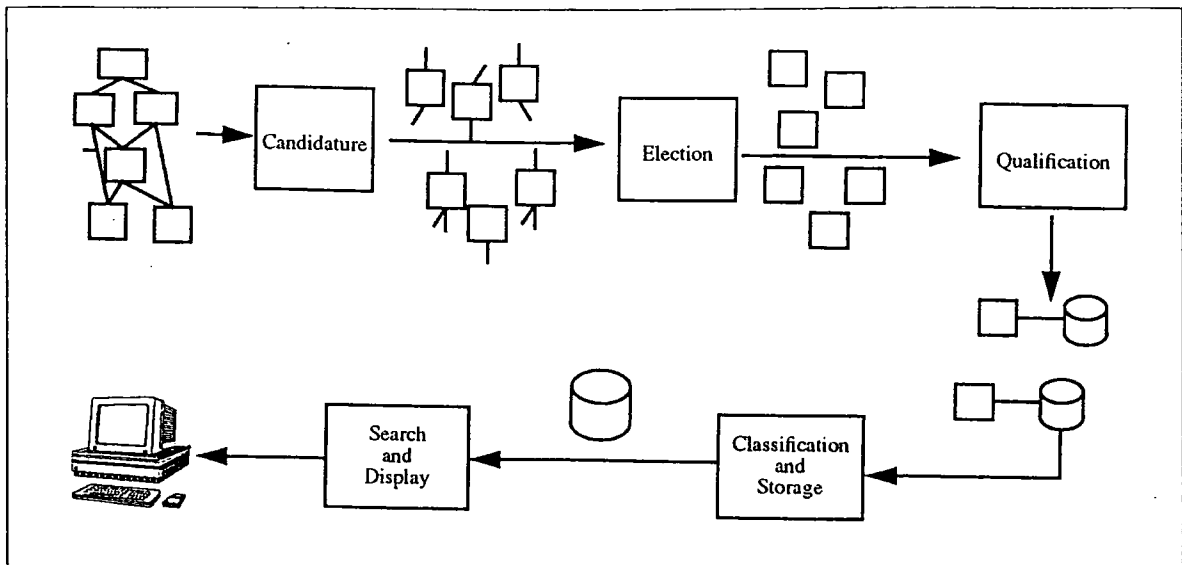 Candidature
Election
Qualification
Search
and
Display
Classification
and
Storage